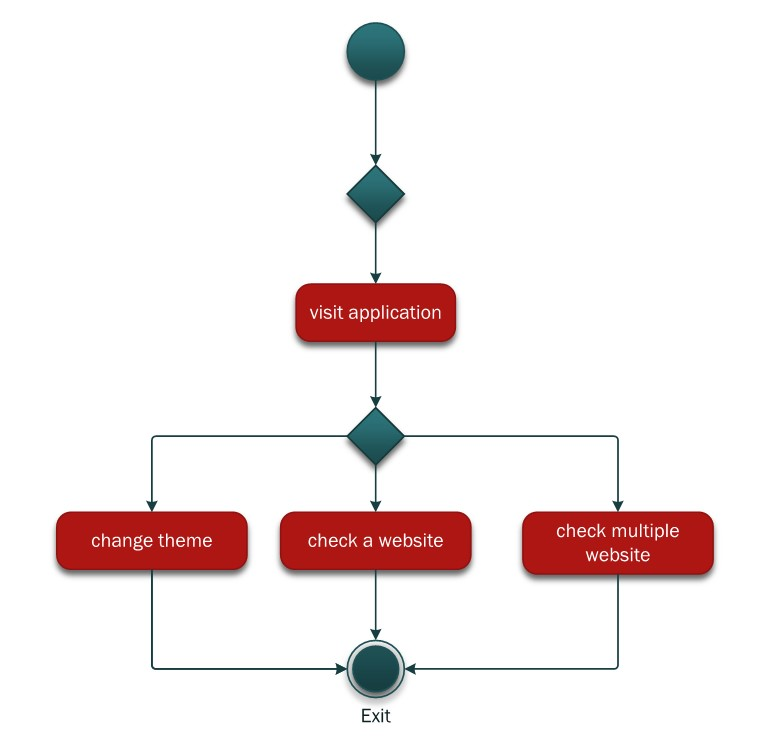 visit application
change theme
check a website
check multiple
website
Exit